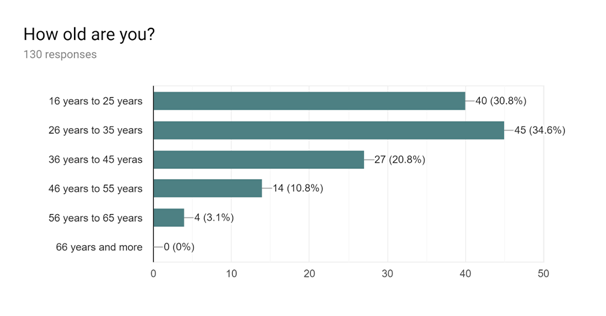 How old are you?
130 responses
16 years to 25 years 40 (30.8%)
26 years to 35 years 45 (34.6%)
36 years to 45 yeras 27 (20.8%)
46 years to 55 years 14 (10.8%)
56 years to 65 years 4 (3.1%)
66 years and more 0 (0%)
0 10 20 30 40 50